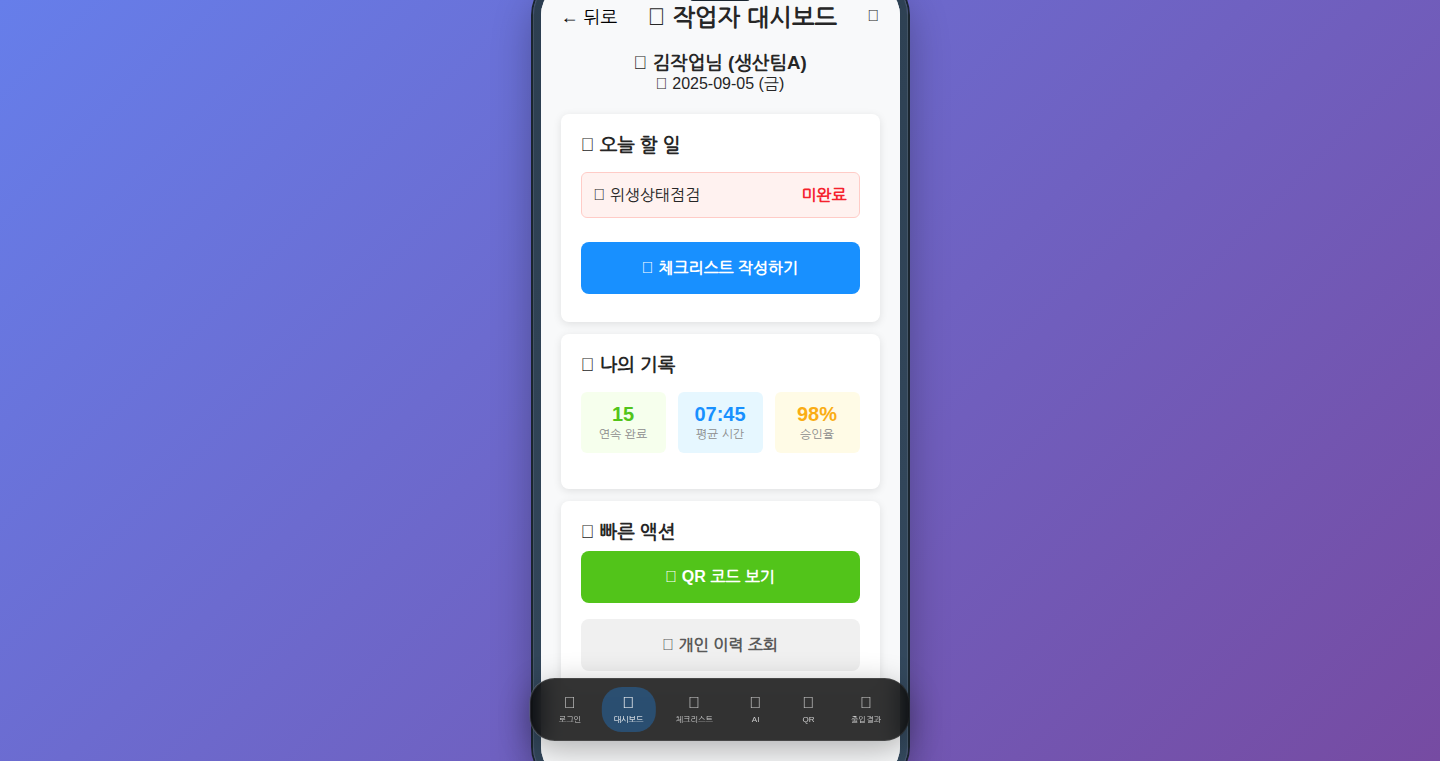 ← 뒤로 작업자 대시보드
김작업님 (생산팀A)
2025-09-05 (금)
오늘 할 일
위생상태점검 미완료
체크리스트 작성하기
나의 기록
15 07:45 98%
연속 완료 평균 시간 승인율
빠른 액션
QR 코드 보기
개인 이력 조회
로그인 대시보드 체크리스트 AI QR 출입결과